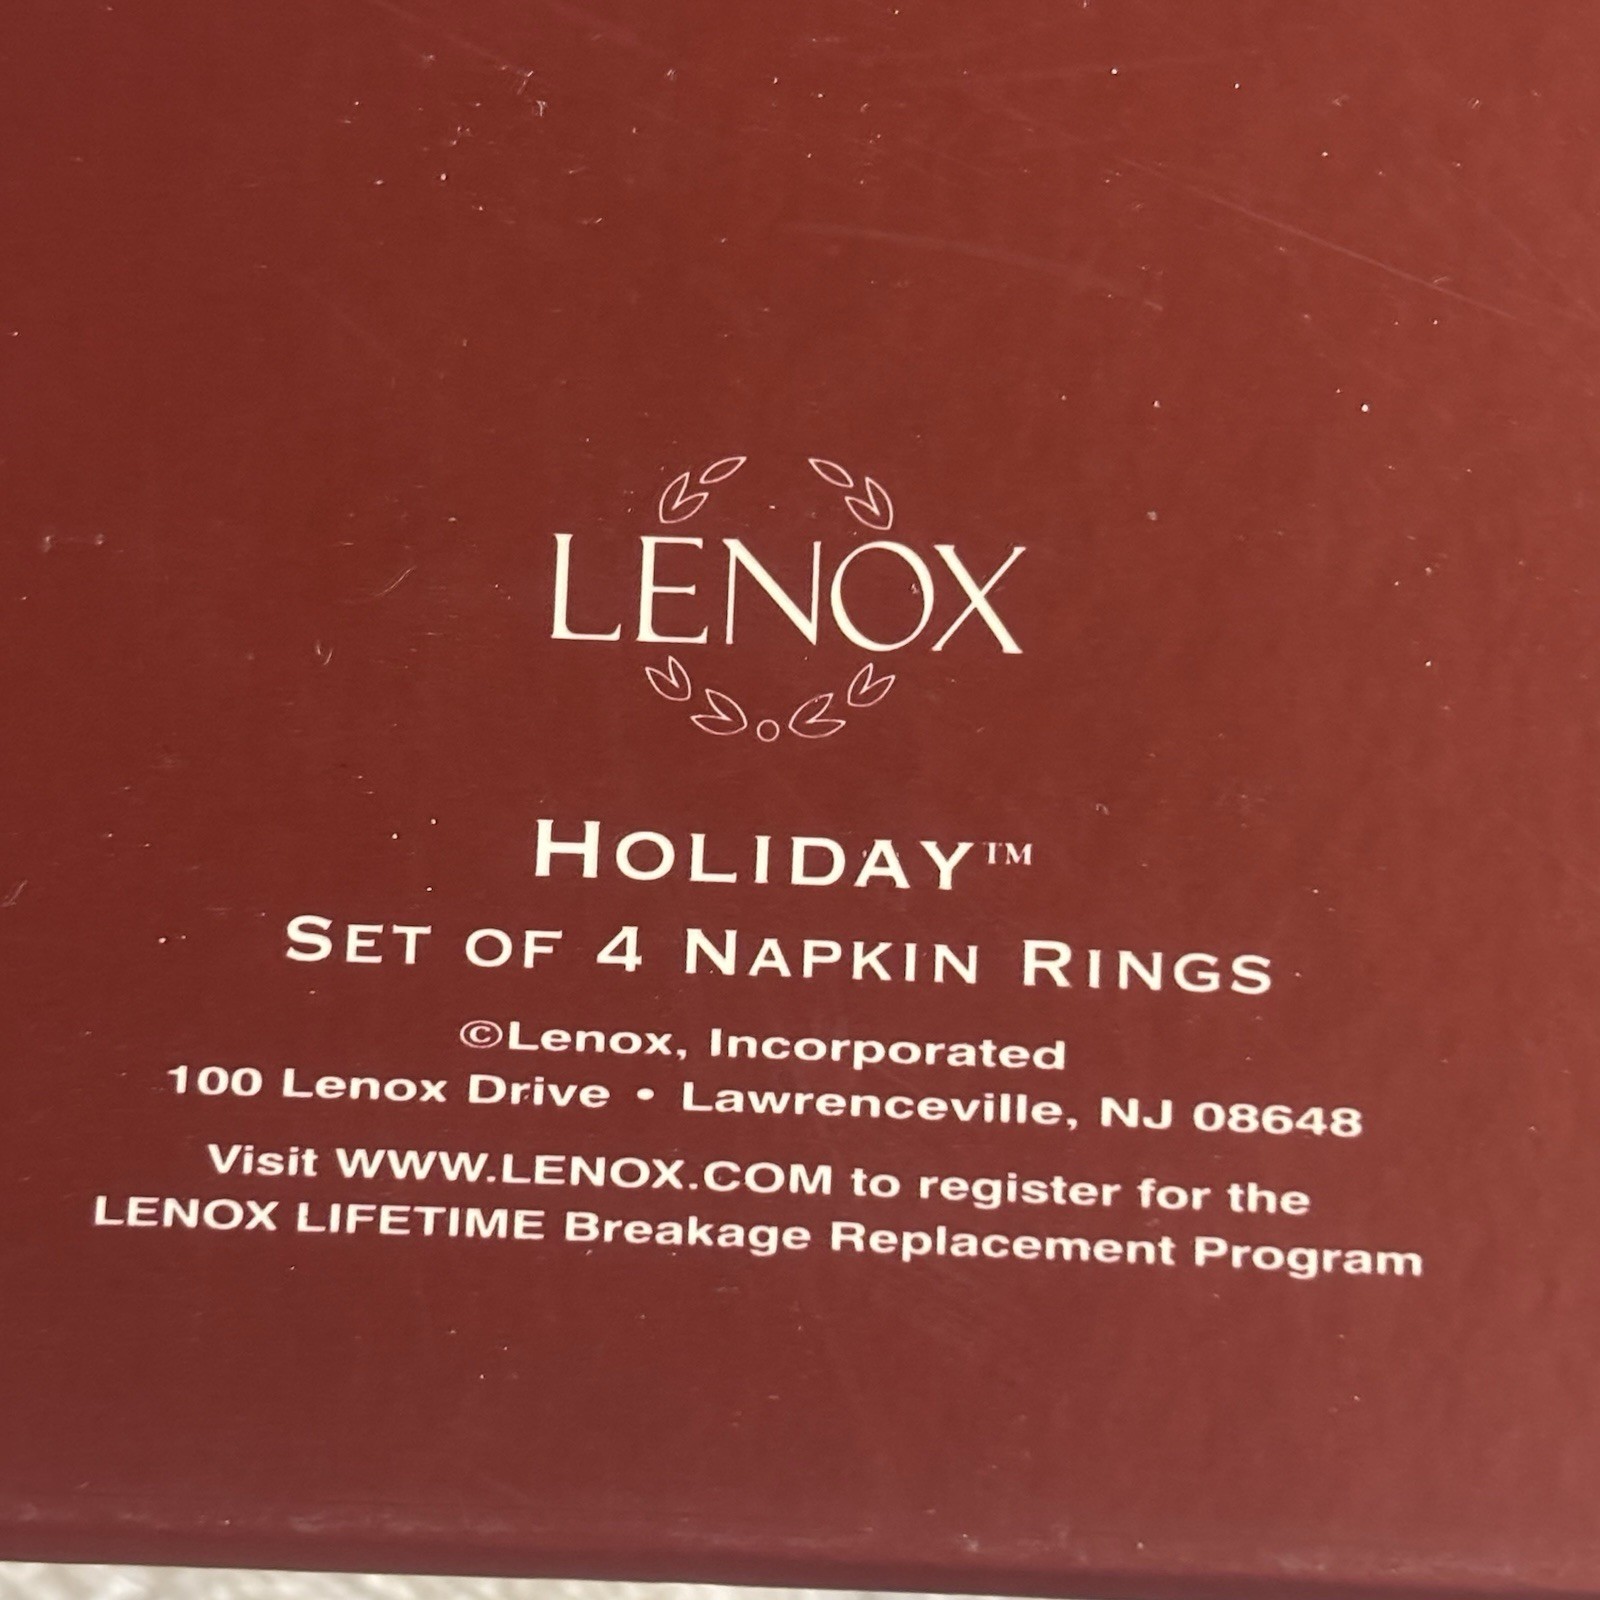 LENOX
HOLIDAY™
SET OF 4 NAPKIN RINGS
©Lenox, Incorporated
100 Lenox Drive • Lawrenceville, NJ 08648
Visit WWW.LENOX.COM to register for the
LENOX LIFETIME Breakage Replacement Program